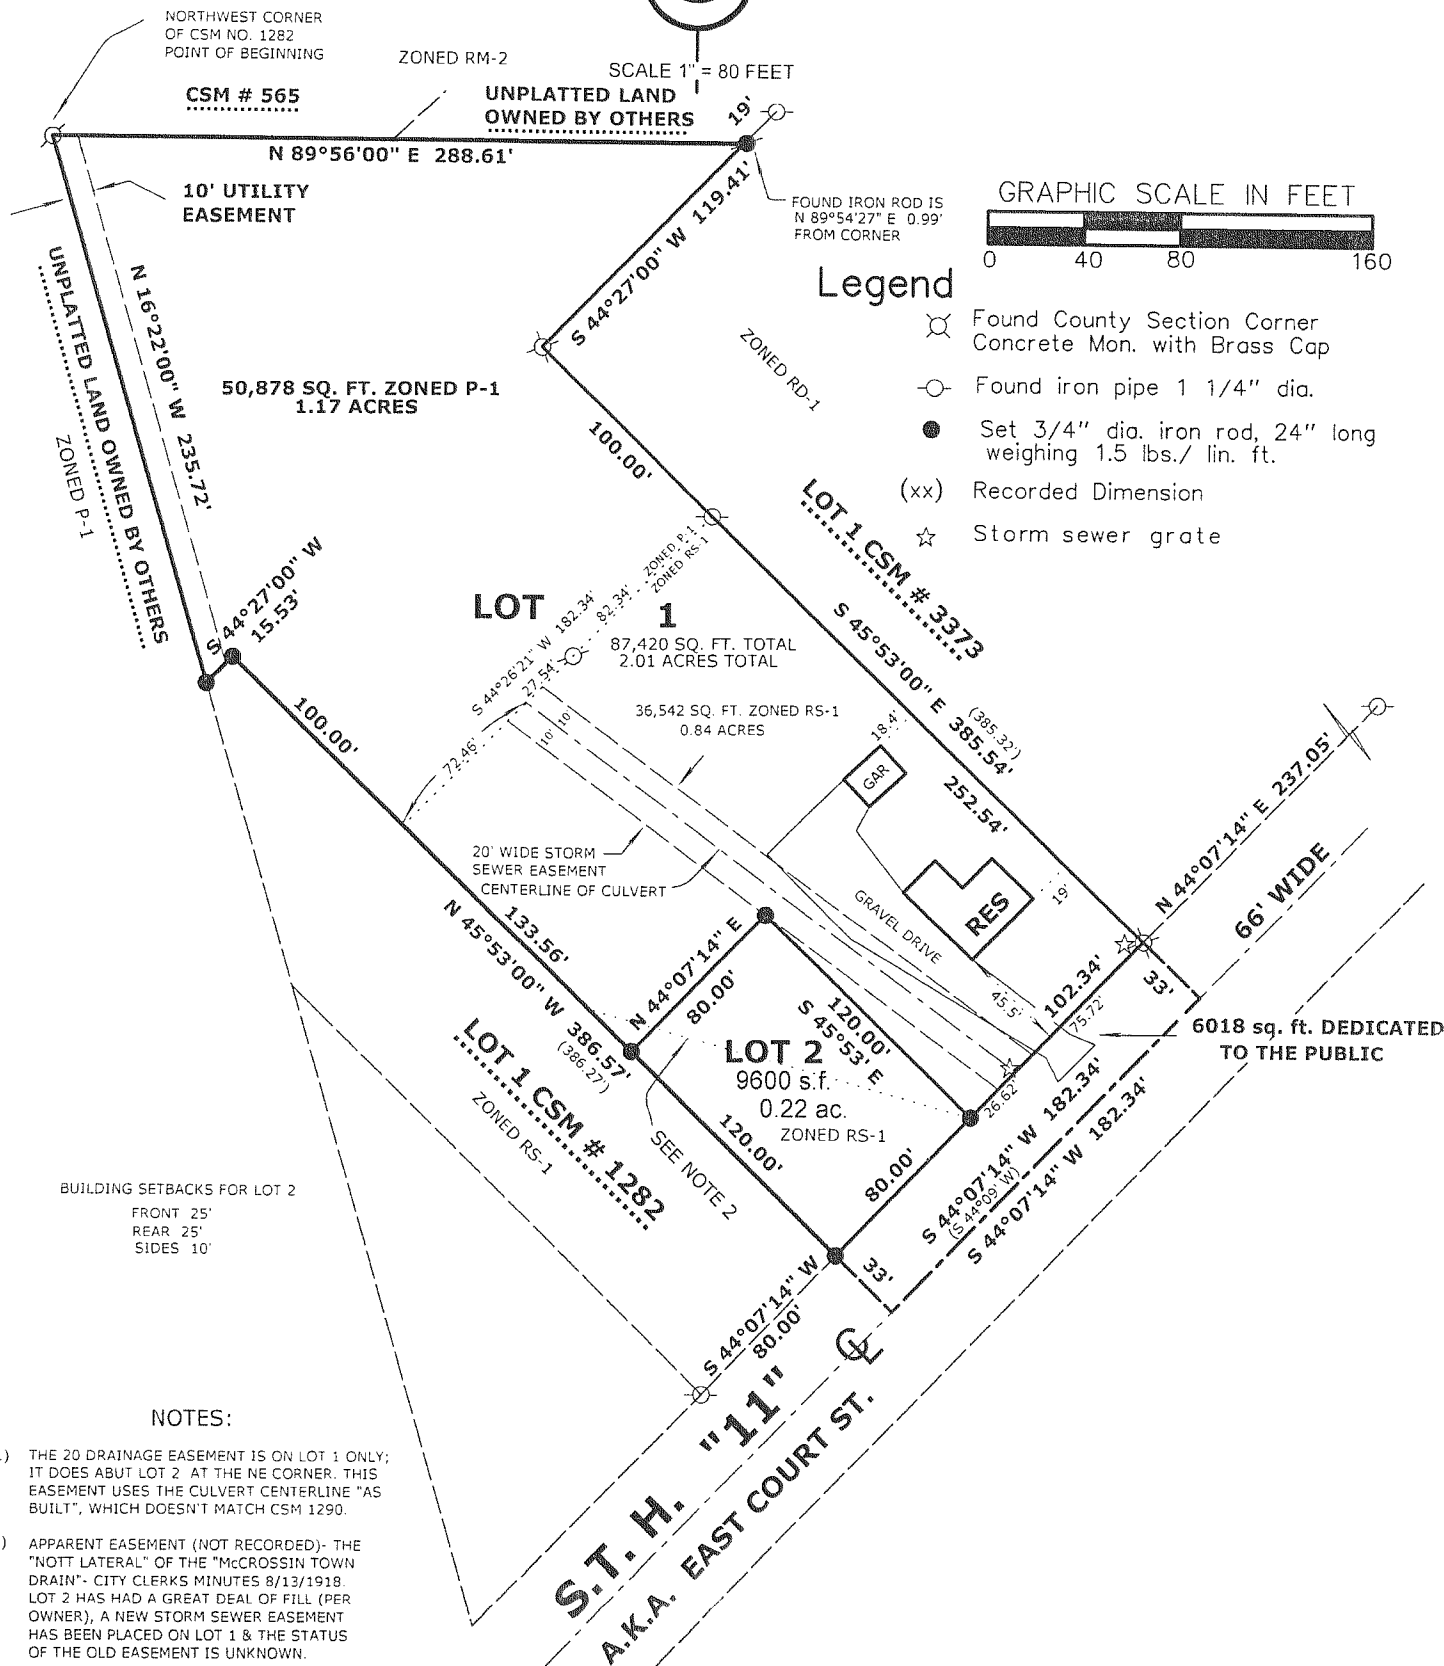 NORTHWEST CORNER
OF CSM NO. 1282
POINT OF BEGINNING
ZONED RM-2
SCALE 1" = 80 FEET
CSM # 565
UNPLATTED LAND
OWNED BY OTHERS
19'
N 89°56'00" E 288.61'
10' UTILITY
EASEMENT
S 44°27'00" W 119.41'
FOUND IRON ROD IS
N 89°54'27" E 0.99'
FROM CORNER
GRAPHIC SCALE IN FEET
0 40 80 160
Legend
Found County Section Corner
Concrete Mon. with Brass Cap
Found iron pipe 1 1/4" dia.
Set 3/4" dia. iron rod, 24" long
weighing 1.5 lbs./ lin. ft.
(xx) Recorded Dimension
Storm sewer grate
UNPLATTED LAND OWNED BY OTHERS
ZONED P-1
N 16°22'00" W 235.72'
50,878 SQ. FT. ZONED P-1
1.17 ACRES
ZONED RD-1
100.00'
LOT 1 CSM # 3373
S 44°27'00" W
15.53'
ZONED P-1
ZONED RS-1
S 44°26'21" W 182.34'
82.34'
27.54'
72.46'
LOT 1
87,420 SQ. FT. TOTAL
2.01 ACRES TOTAL
S 45°53'00" E 385.54'
(385.32')
252.54'
36,542 SQ. FT. ZONED RS-1
0.84 ACRES
10' 10'
18.4'
GAR
100.00'
20' WIDE STORM
SEWER EASEMENT
CENTERLINE OF CULVERT
GRAVEL DRIVE
RES
19'
N 44°07'14" E 237.05'
66' WIDE
133.56'
N 45°53'00" W 386.57'
(386.27')
N 44°07'14" E
80.00'
120.00'
S 45°53' E
45.5'
102.34'
75.72'
33'
6018 sq. ft. DEDICATED
TO THE PUBLIC
LOT 2
9600 s.f.
0.22 ac.
ZONED RS-1
26.62'
LOT 1 CSM # 1282
ZONED RS-1
SEE NOTE 2
120.00'
80.00'
S 44°07'14" W 182.34'
(S 44°09' W)
S 44°07'14" W 182.34'
BUILDING SETBACKS FOR LOT 2
FRONT 25'
REAR 25'
SIDES 10'
33'
S 44°07'14" W
80.00'
CL
S.T. H. "11"
A.K.A. EAST COURT ST.
NOTES:
.) THE 20 DRAINAGE EASEMENT IS ON LOT 1 ONLY;
IT DOES ABUT LOT 2 AT THE NE CORNER. THIS
EASEMENT USES THE CULVERT CENTERLINE "AS
BUILT", WHICH DOESN'T MATCH CSM 1290.
) APPARENT EASEMENT (NOT RECORDED)- THE
"NOTT LATERAL" OF THE "McCROSSIN TOWN
DRAIN"- CITY CLERKS MINUTES 8/13/1918.
LOT 2 HAS HAD A GREAT DEAL OF FILL (PER
OWNER), A NEW STORM SEWER EASEMENT
HAS BEEN PLACED ON LOT 1 & THE STATUS
OF THE OLD EASEMENT IS UNKNOWN.